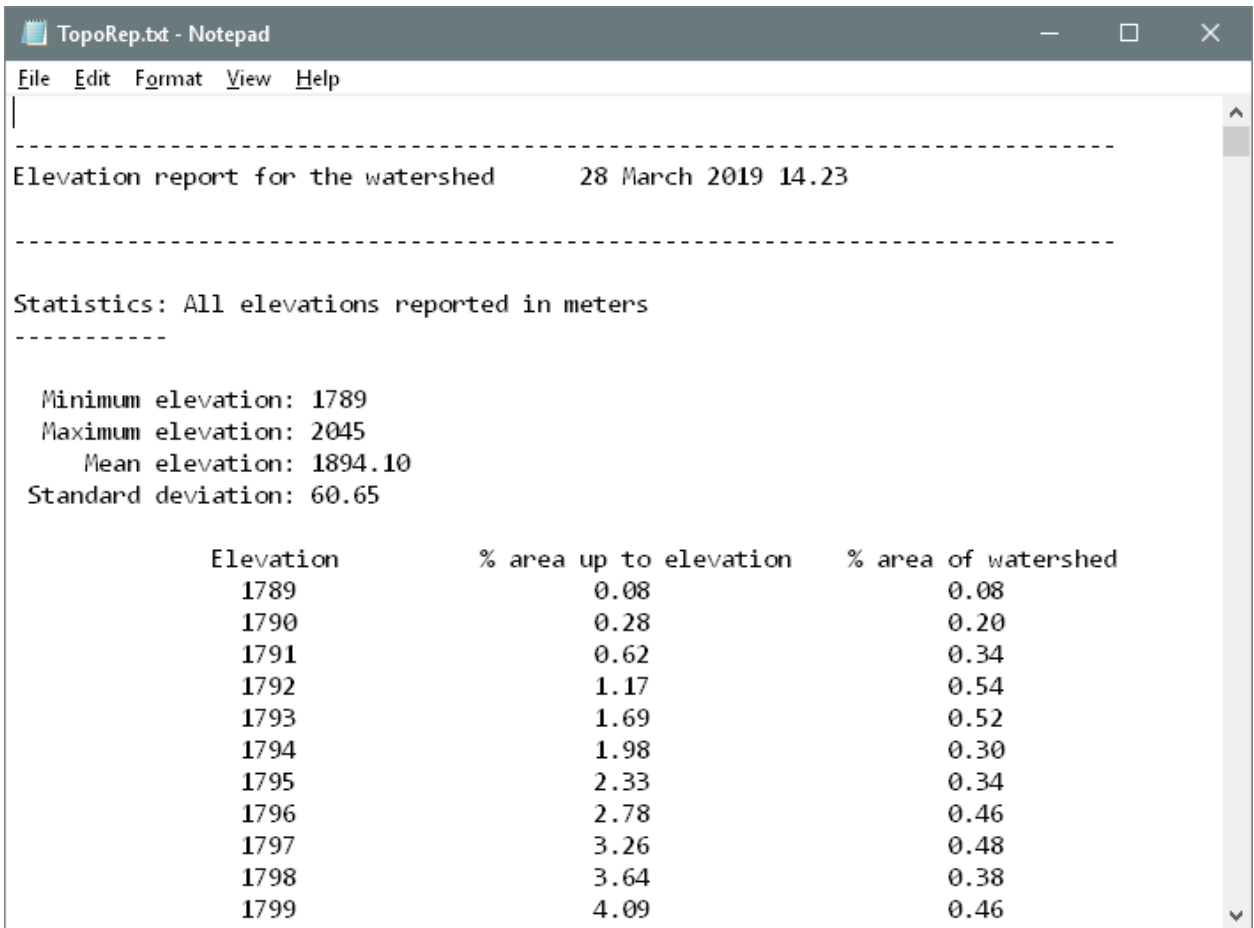 TopoRep.txt - Notepad
File Edit Format View Help
------------------------------------------------------------------------------
Elevation report for the watershed      28 March 2019 14.23
------------------------------------------------------------------------------
Statistics: All elevations reported in meters
-----------
Minimum elevation: 1789
Maximum elevation: 2045
Mean elevation: 1894.10
Standard deviation: 60.65
Elevation          % area up to elevation    % area of watershed
1789                     0.08                     0.08
1790                     0.28                     0.20
1791                     0.62                     0.34
1792                     1.17                     0.54
1793                     1.69                     0.52
1794                     1.98                     0.30
1795                     2.33                     0.34
1796                     2.78                     0.46
1797                     3.26                     0.48
1798                     3.64                     0.38
1799                     4.09                     0.46